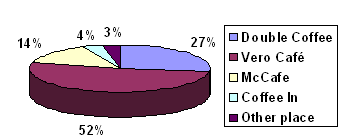 3%
4%
14%
27%
52%
Double Coffee
Vero Café
McCafe
Coffee In
Other place